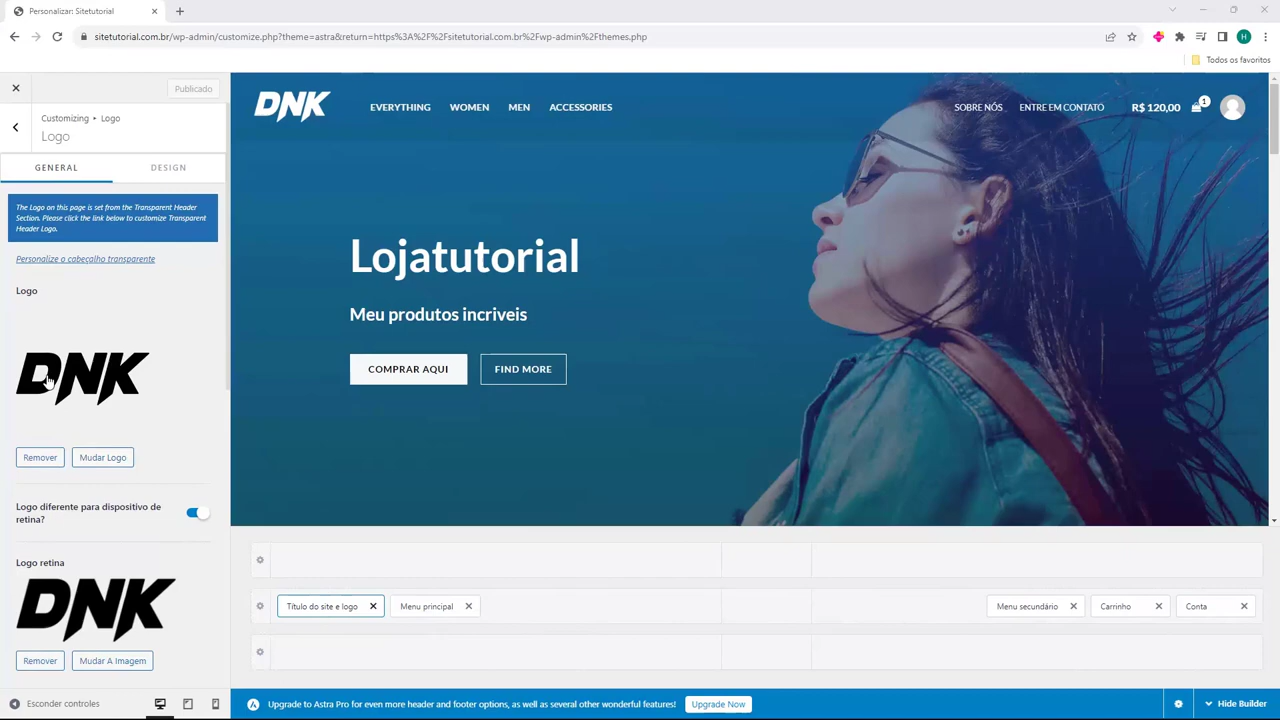 Personalizar: Sitetutorial
sitetutorial.com.br/wp-admin/customize.php?theme=astra&return=https%3A%2F%2Fsitetutorial.com.br%2Fwp-admin%2Fthemes.php
H
Todos os favoritos
Publicado
Customizing ▸ Logo
Logo
GENERAL DESIGN
The Logo on this page is set from the Transparent Header
Section. Please click the link below to customize Transparent
Header Logo.
Personalize o cabeçalho transparente
Logo
DNK
Remover Mudar Logo
Logo diferente para dispositivo de
retina?
Logo retina
DNK
Remover Mudar A Imagem
Esconder controles
DNK EVERYTHING WOMEN MEN ACCESSORIES SOBRE NÓS ENTRE EM CONTATO R$ 120,00 1
Lojatutorial
Meu produtos incriveis
COMPRAR AQUI FIND MORE
Título do site e logo Menu principal Menu secundário Carrinho Conta
Upgrade to Astra Pro for even more header and footer options, as well as several other wonderful features! Upgrade Now Hide Builder